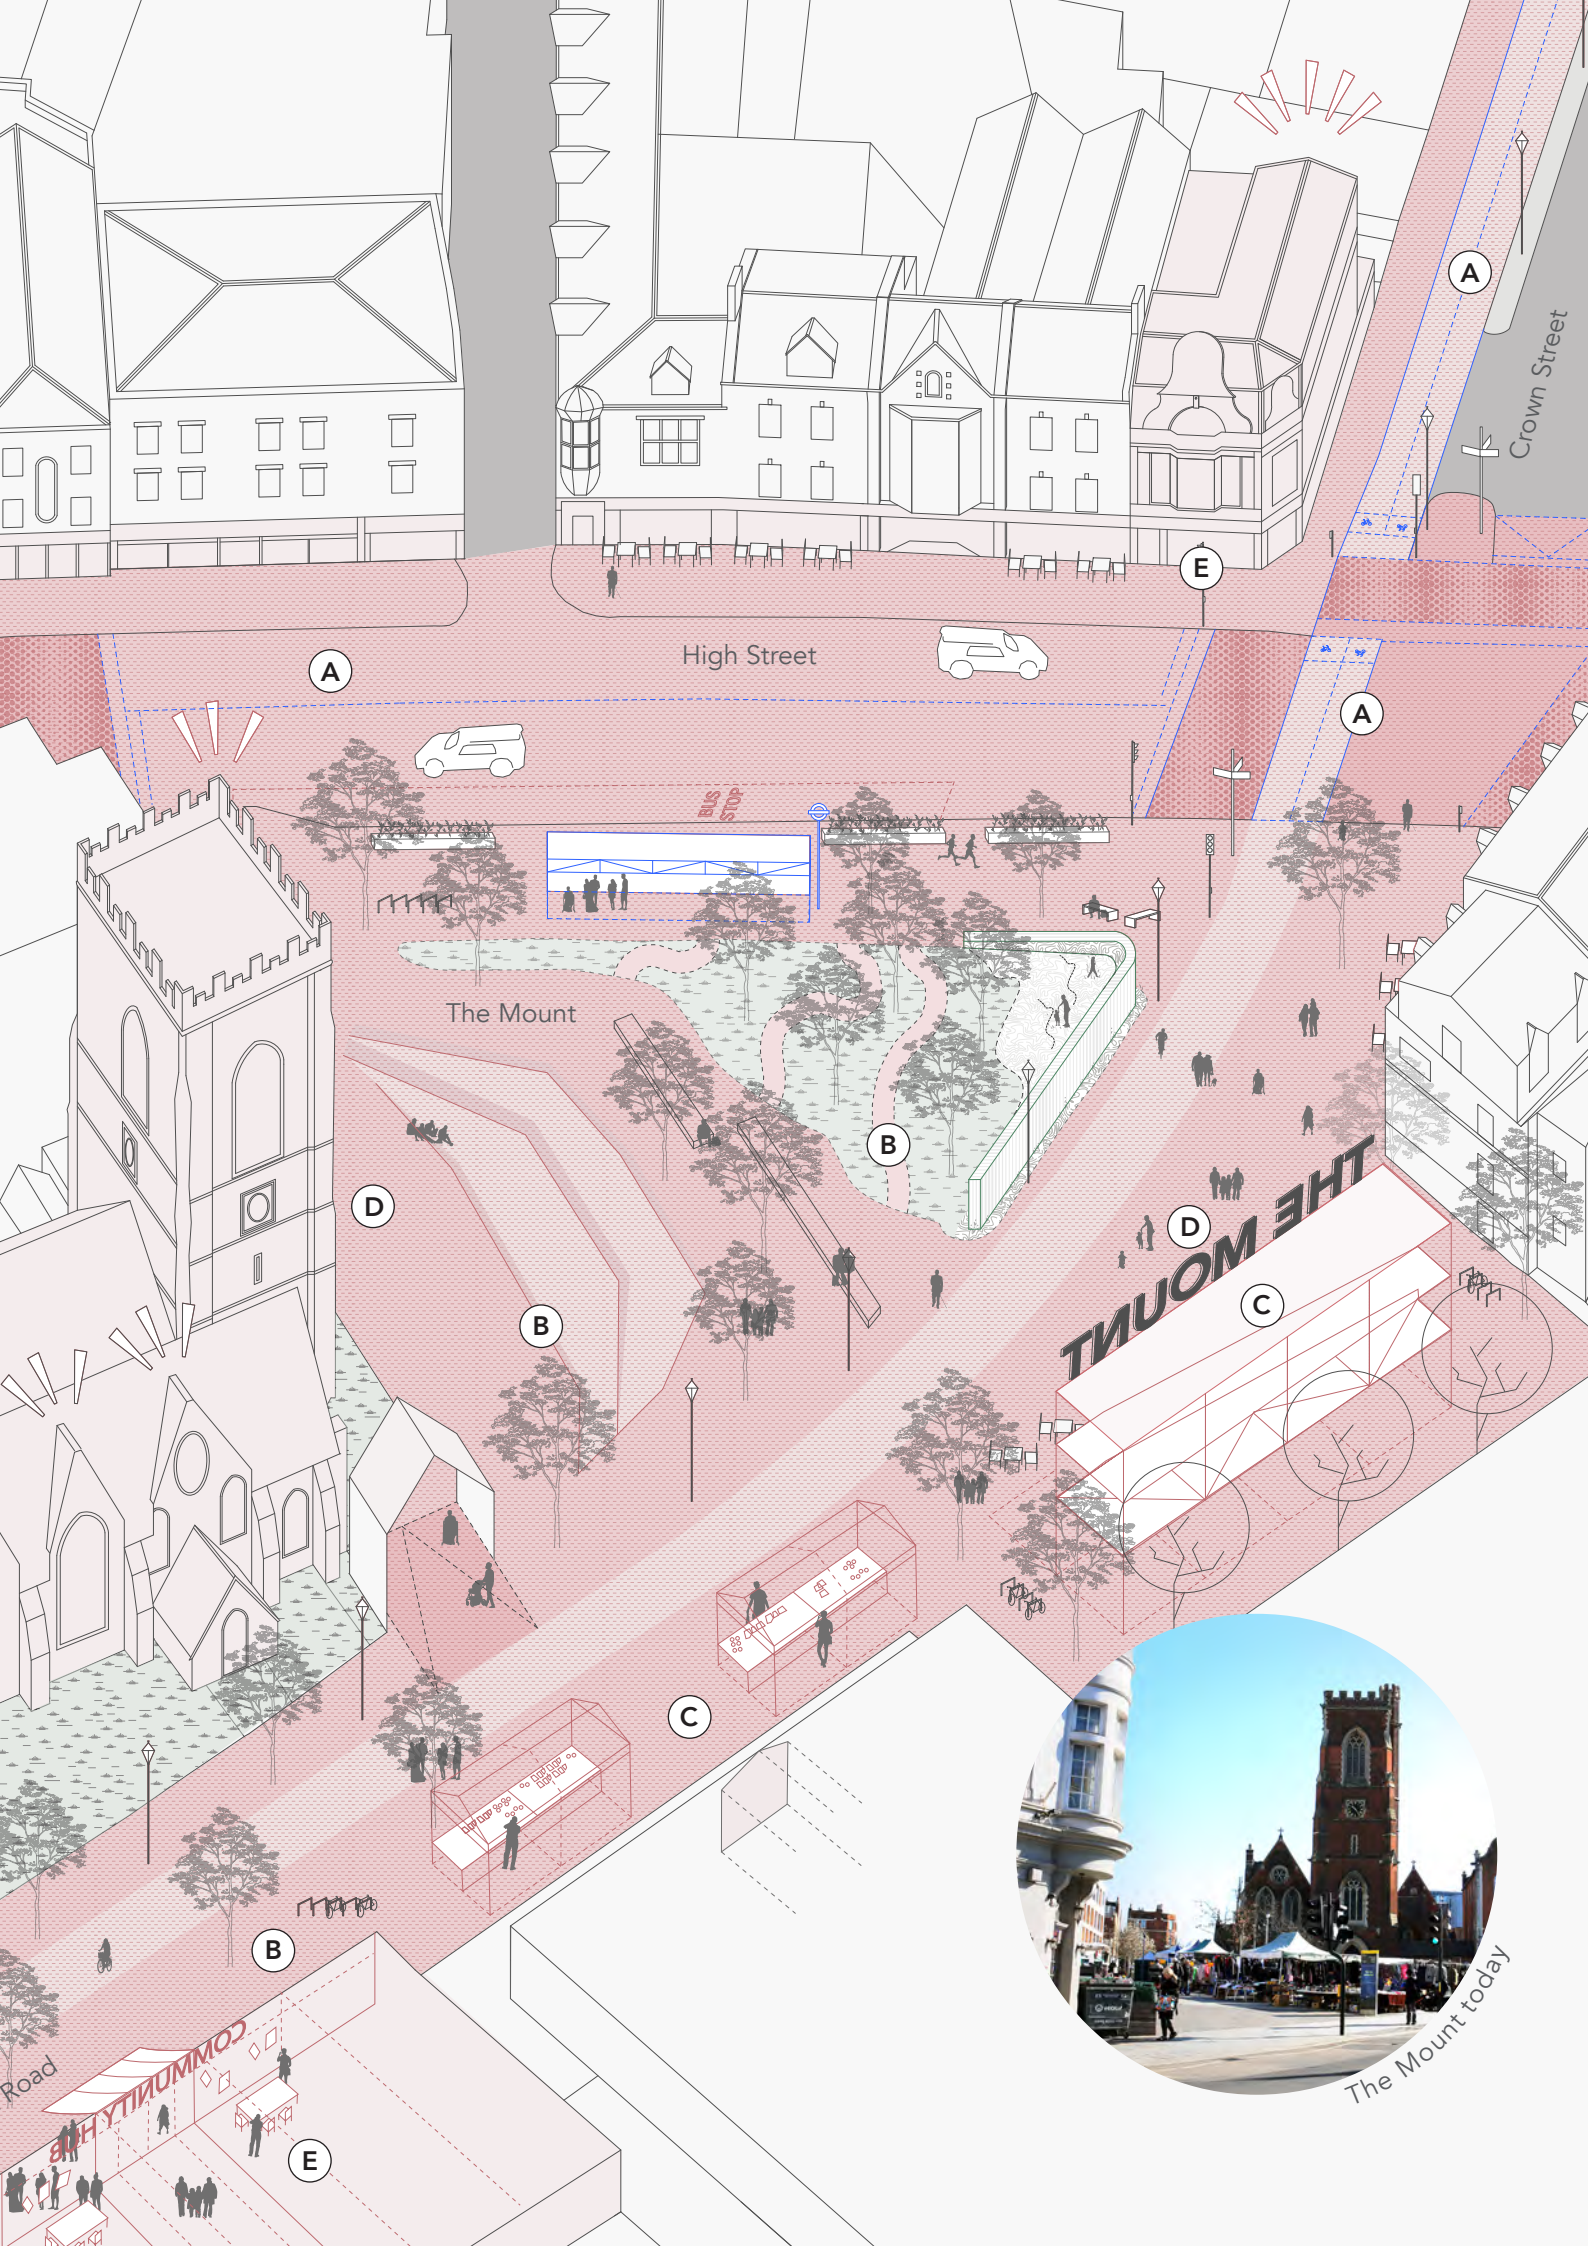 A
Crown Street
E
High Street
A
A
BUS
STOP
The Mount
B
D
D
THE MOUNT
C
B
C
B
Road
COMMUNITY HUB
E
The Mount today